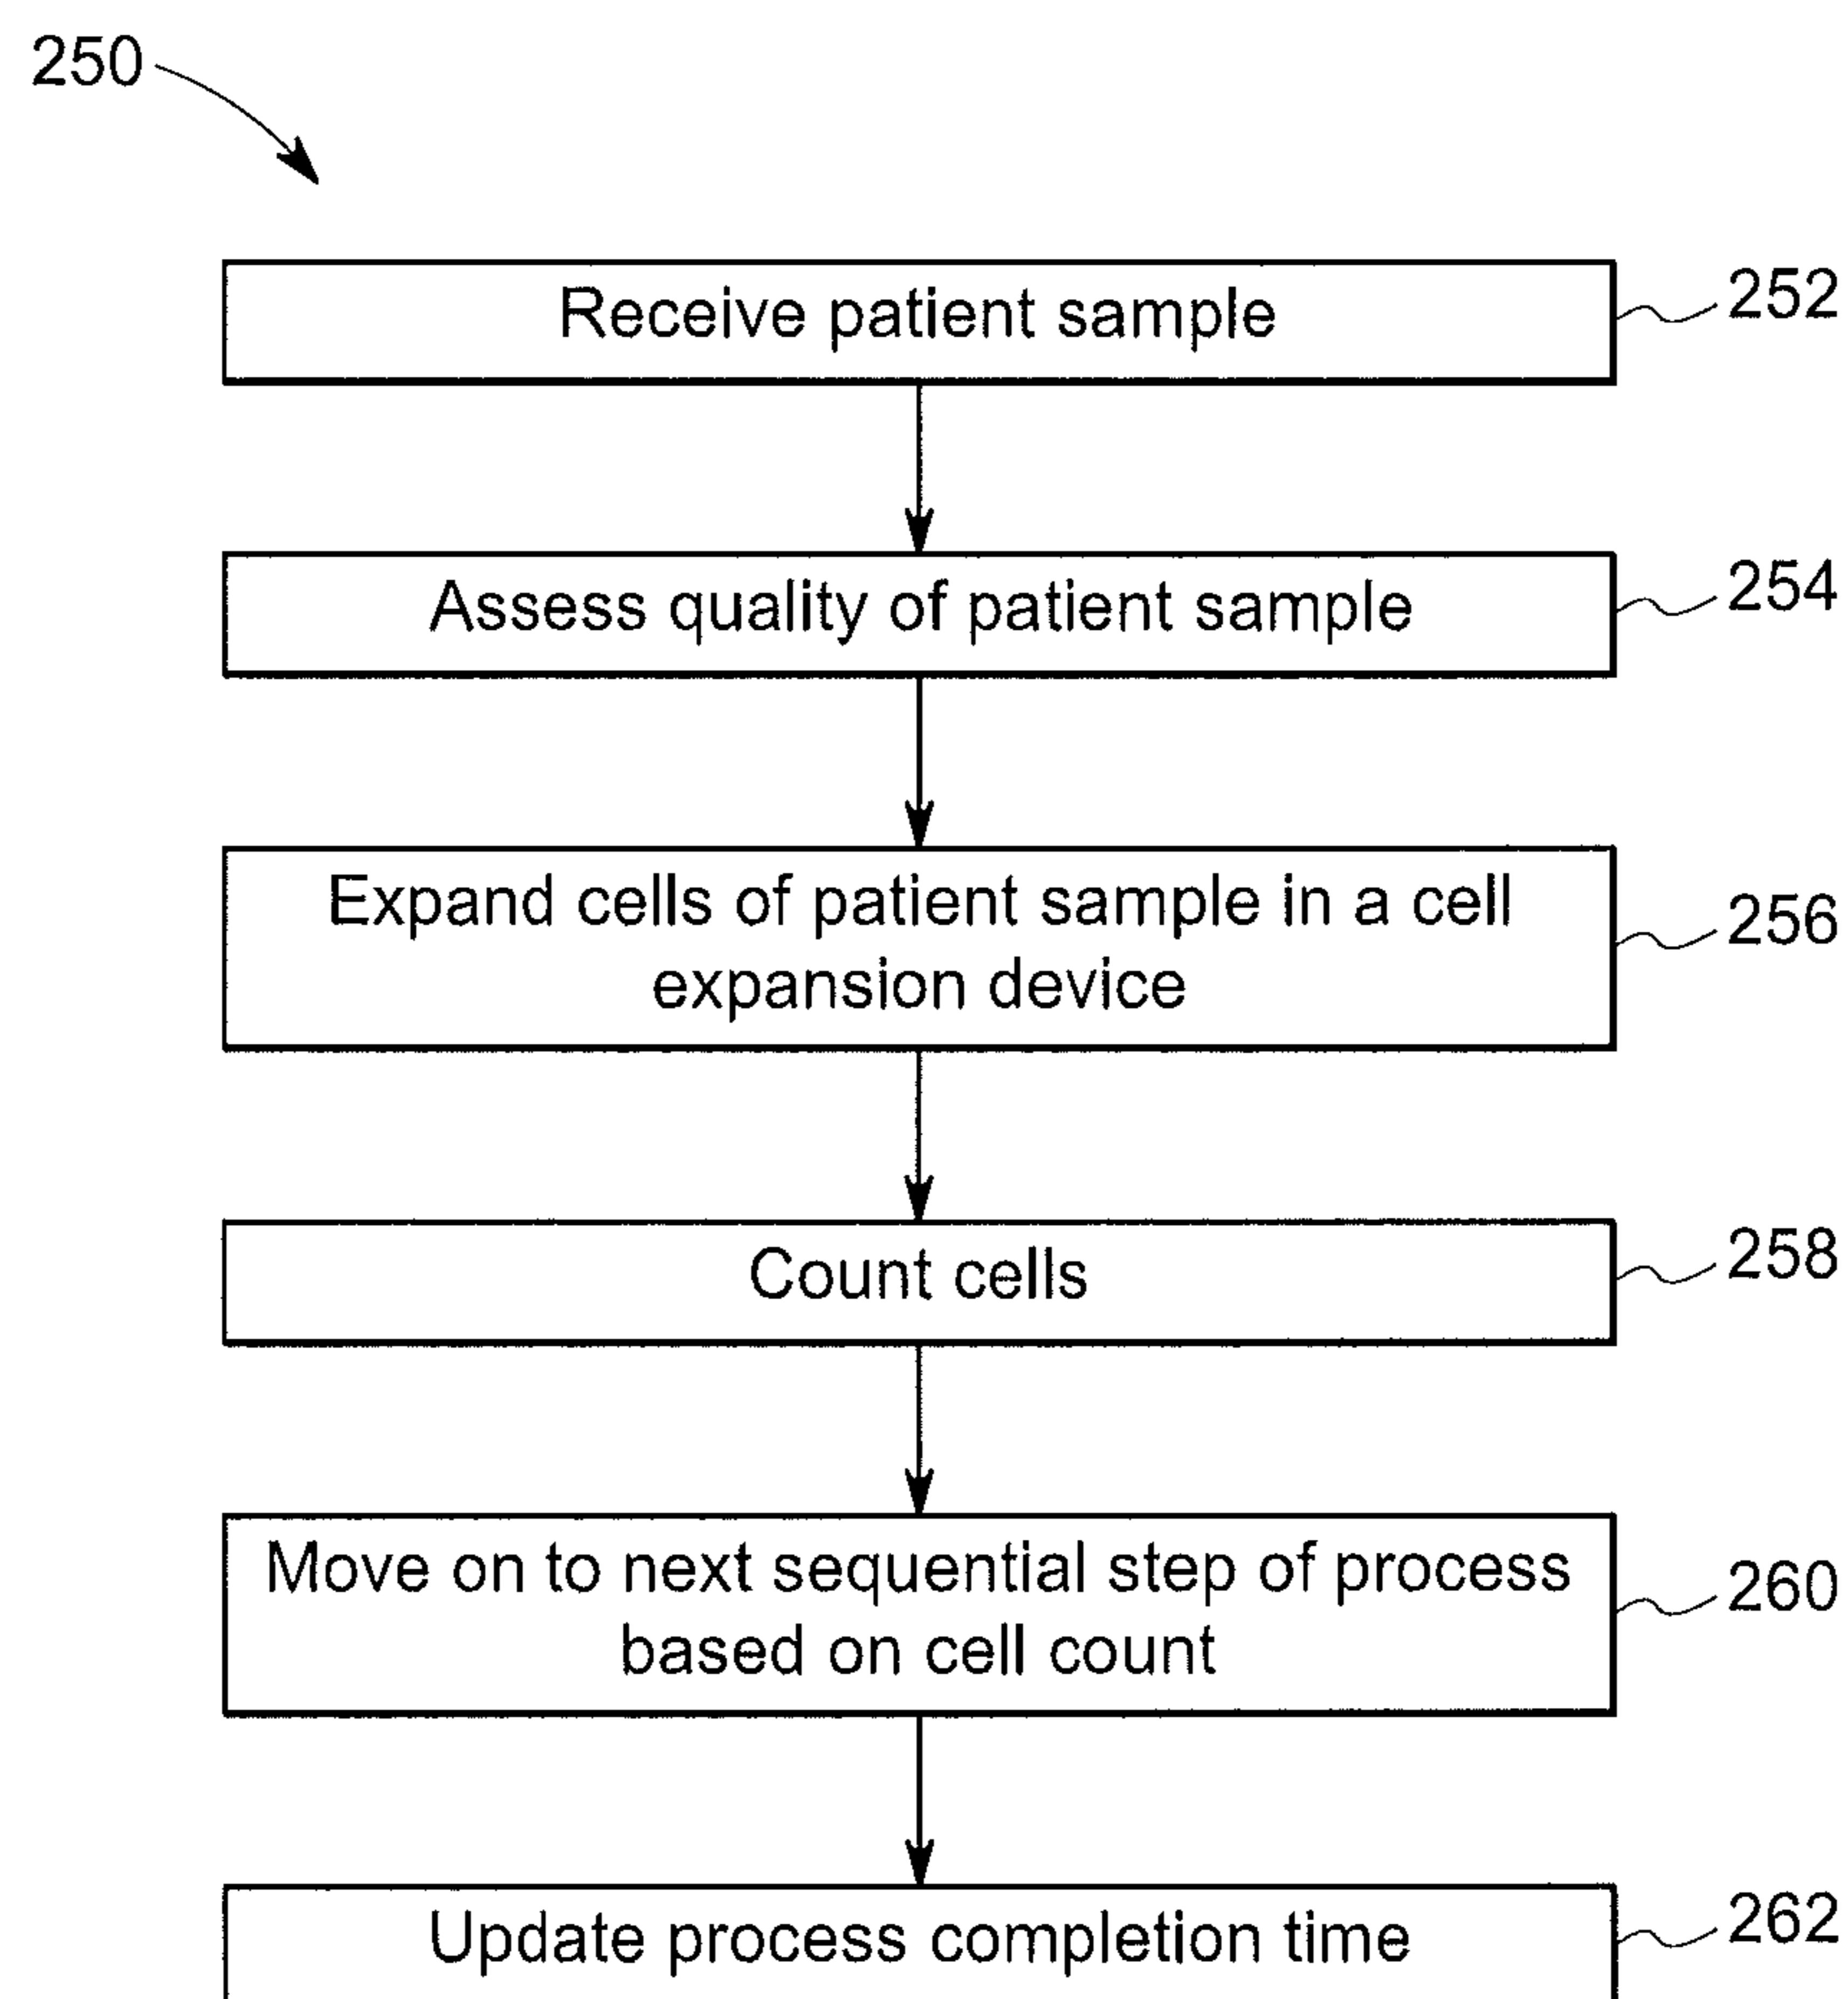 250
Receive patient sample
252
Assess quality of patient sample
254
Expand cells of patient sample in a cell
expansion device
256
Count cells
258
Move on to next sequential step of process
based on cell count
260
Update process completion time
262